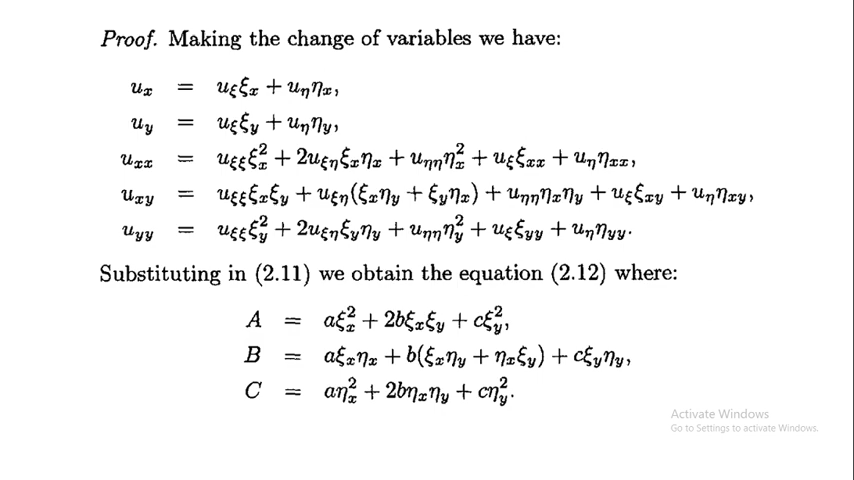 Proof. Making the change of variables we have:
u_x = u_ξ ξ_x + u_η η_x,
u_y = u_ξ ξ_y + u_η η_y,
u_xx = u_ξξ ξ_x^2 + 2u_ξη ξ_x η_x + u_ηη η_x^2 + u_ξ ξ_xx + u_η η_xx,
u_xy = u_ξξ ξ_x ξ_y + u_ξη (ξ_x η_y + ξ_y η_x) + u_ηη η_x η_y + u_ξ ξ_xy + u_η η_xy,
u_yy = u_ξξ ξ_y^2 + 2u_ξη ξ_y η_y + u_ηη η_y^2 + u_ξ ξ_yy + u_η η_yy.
Substituting in (2.11) we obtain the equation (2.12) where:
A = aξ_x^2 + 2bξ_x ξ_y + cξ_y^2,
B = aξ_x η_x + b(ξ_x η_y + η_x ξ_y) + cξ_y η_y,
C = aη_x^2 + 2bη_x η_y + cη_y^2.
Activate Windows
Go to Settings to activate Windows.